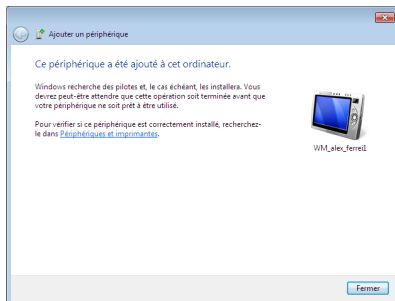 Ajouter un périphérique
Ce périphérique a été ajouté à cet ordinateur.
Windows recherche des pilotes et, le cas échéant, les installera. Vous
devrez peut-être attendre que cette opération soit terminée avant que
votre périphérique ne soit prêt à être utilisé.
Pour vérifier si ce périphérique est correctement installé, recherchez-
le dans Périphériques et imprimantes.
WM_alex_ferrei1
Fermer